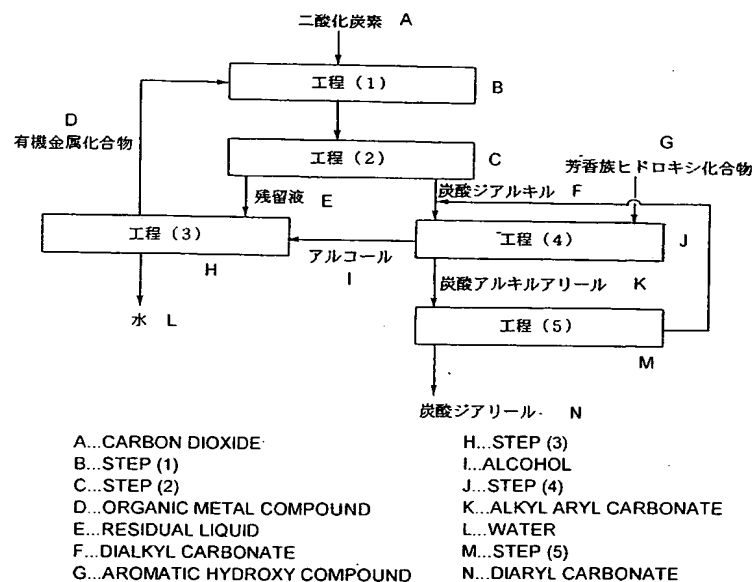 二酸化炭素 A
工程(1)
B
D
有機金属化合物
工程(2)
C
G
芳香族ヒドロキシ化合物
残留液 E
炭酸ジアルキル F
工程(3)
H
アルコール
I
工程(4)
J
炭酸アルキルアリール K
水 L
工程(5)
M
炭酸ジアリール N
A...CARBON DIOXIDE
B...STEP (1)
C...STEP (2)
D...ORGANIC METAL COMPOUND
E...RESIDUAL LIQUID
F...DIALKYL CARBONATE
G...AROMATIC HYDROXY COMPOUND
H...STEP (3)
I...ALCOHOL
J...STEP (4)
K...ALKYL ARYL CARBONATE
L...WATER
M...STEP (5)
N...DIARYL CARBONATE